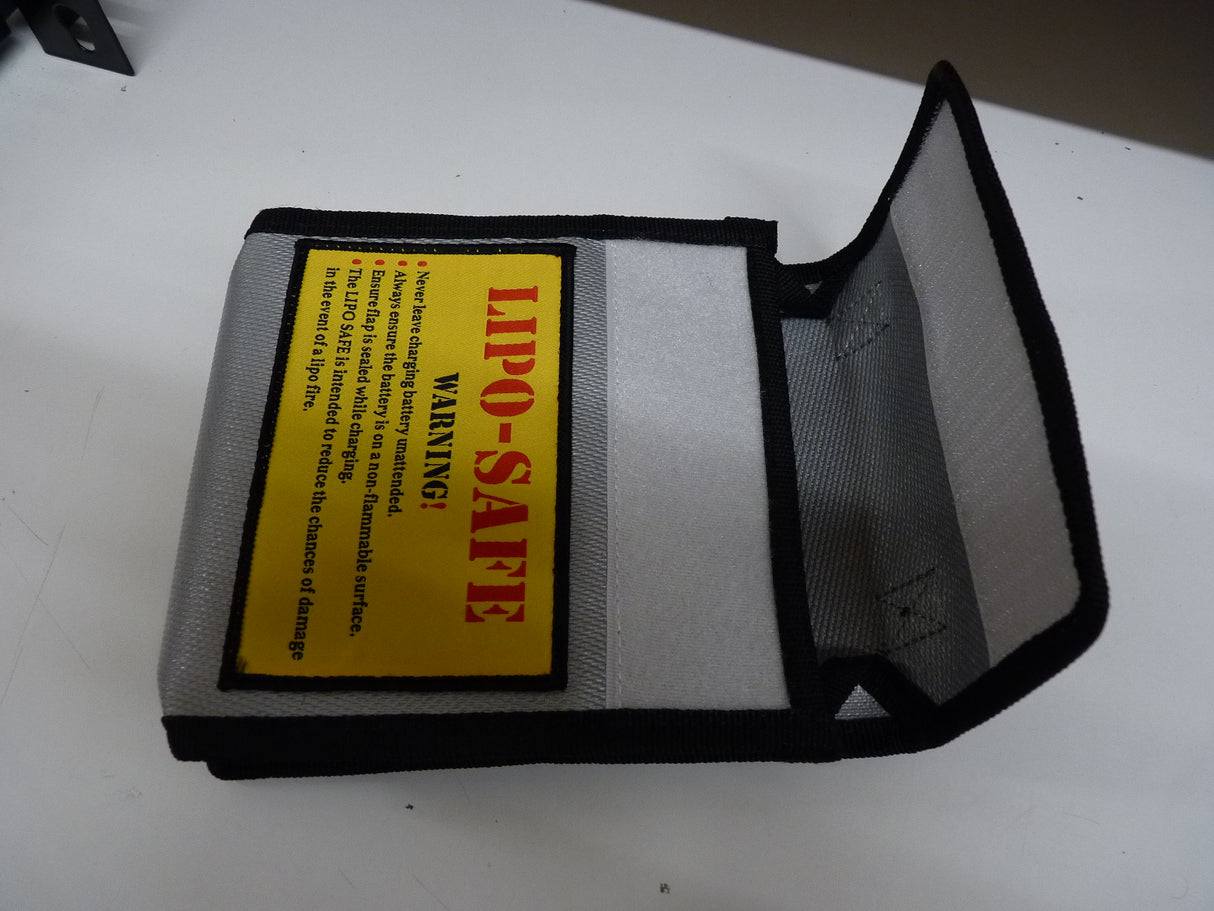 LIPO-SAFE
WARNING!
• Never leave charging battery unattended.
• Always ensure the battery is on a non-flammable surface.
• Ensure flap is sealed while charging.
• The LIPO SAFE is intended to reduce the chances of damage
in the event of a lipo fire.